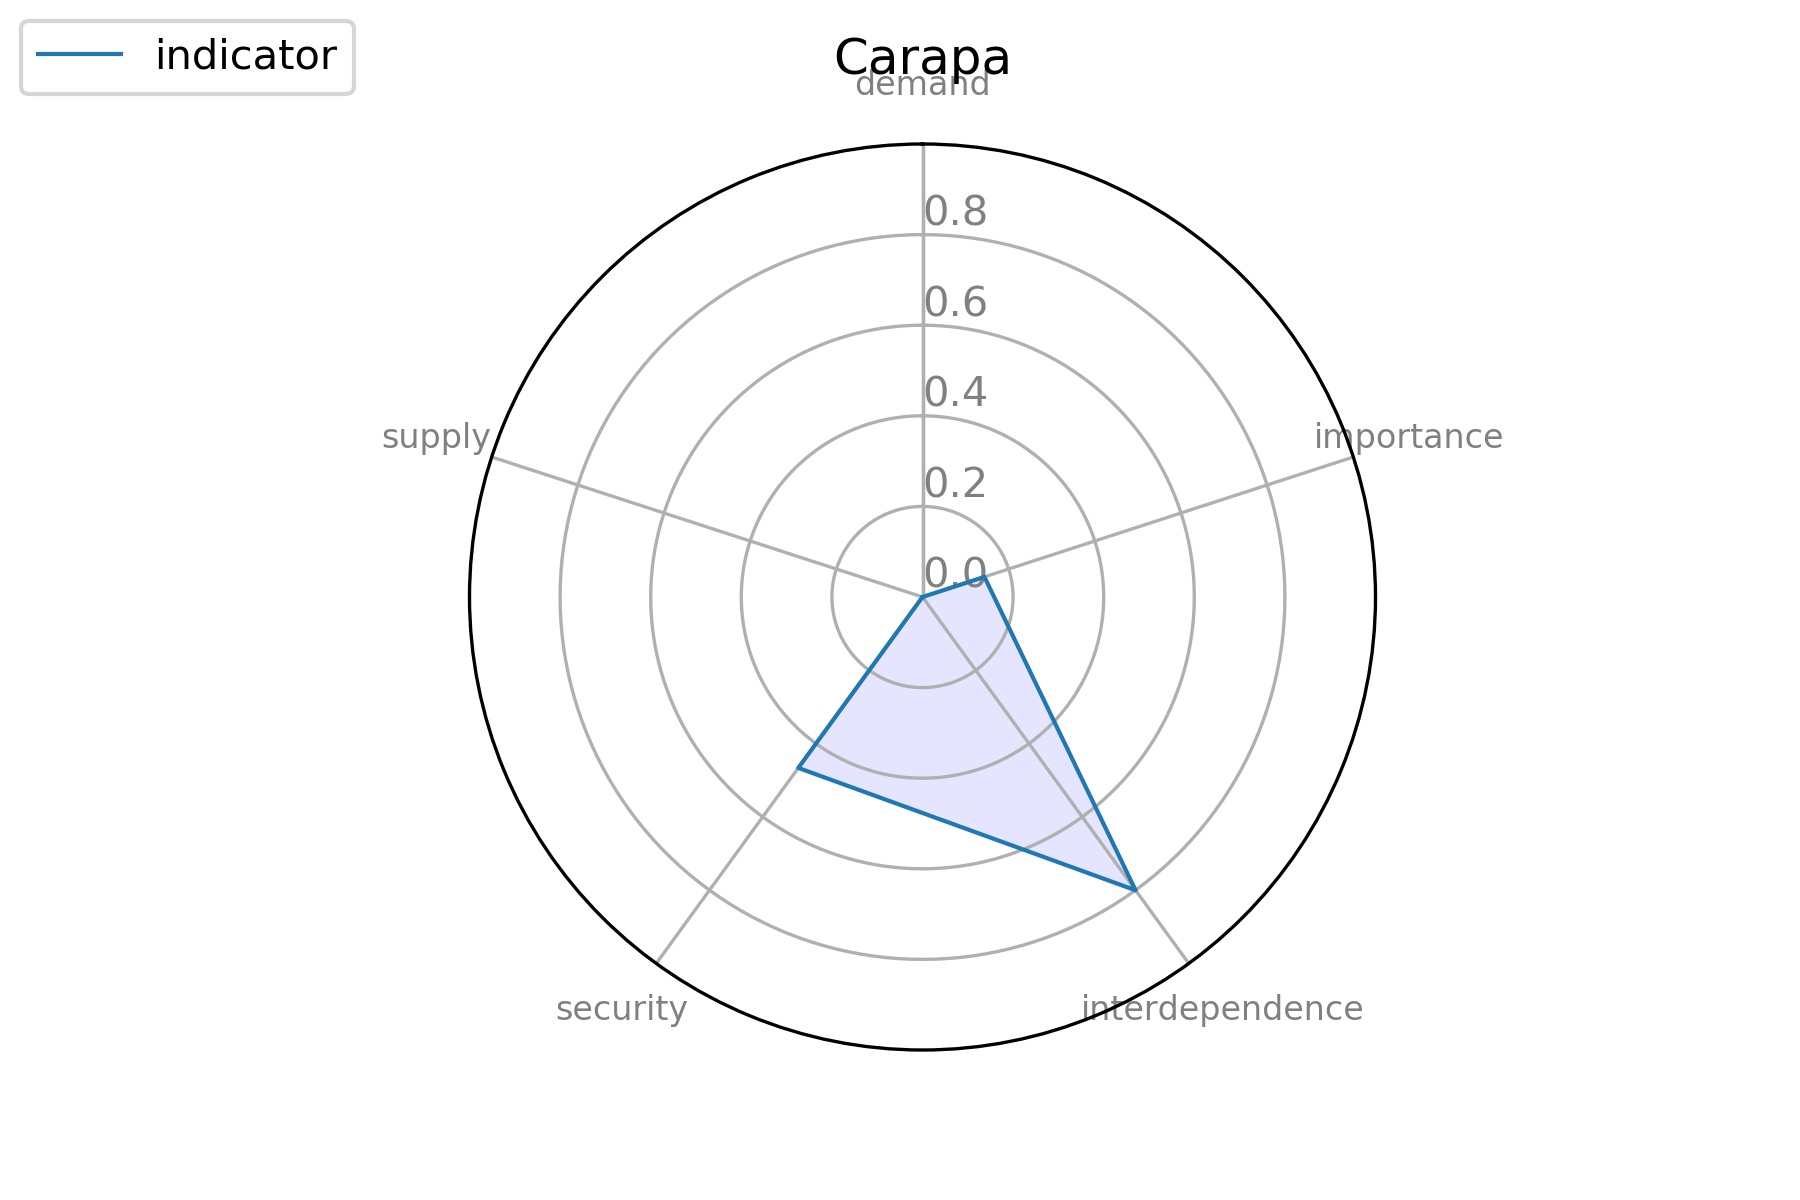 indicator
Carapa
demand
0.8
0.6
0.4
supply
importance
0.2
0.0
security
interdependence